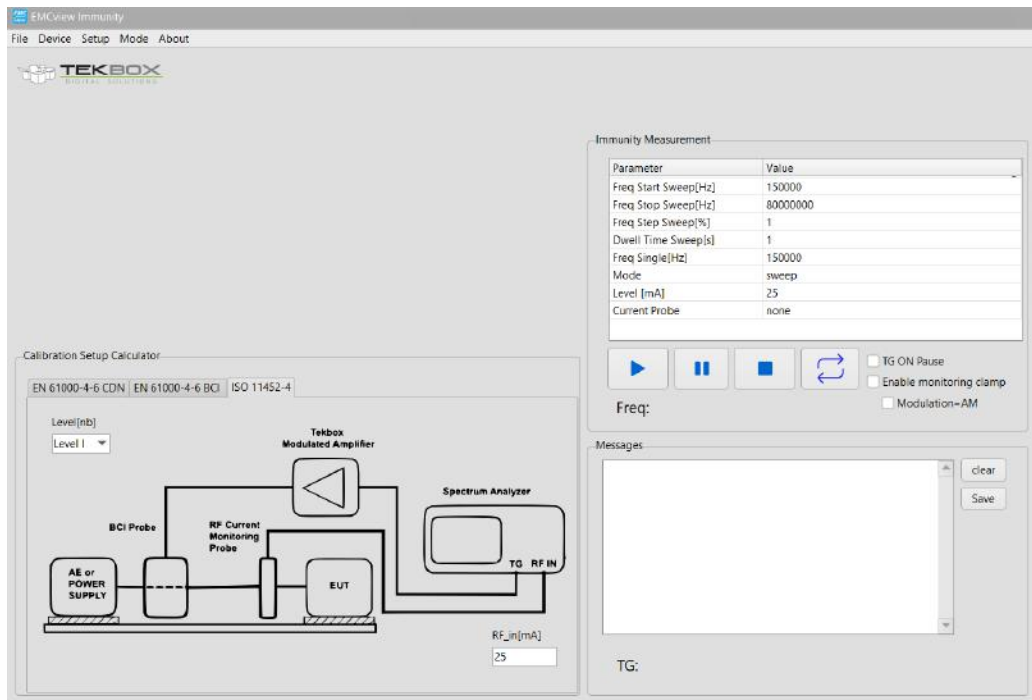 EMCview Immunity
File Device Setup Mode About
TEKBOX
DIGITAL SOLUTIONS
Immunity Measurement
Parameter Value
Freq Start Sweep[Hz] 150000
Freq Stop Sweep[Hz] 80000000
Freq Step Sweep[%] 1
Dwell Time Sweep[s] 1
Freq Single[Hz] 150000
Mode sweep
Level [mA] 25
Current Probe none
TG ON Pause
Enable monitoring clamp
Modulation=AM
Freq:
Calibration Setup Calculator
EN 61000-4-6 CDN EN 61000-4-6 BCI ISO 11452-4
Level[nb]
Level I
Tekbox
Modulated Amplifier
Spectrum Analyzer
BCI Probe
RF Current
Monitoring
Probe
TG RF IN
AE or
POWER
SUPPLY
EUT
RF_in[mA]
25
Messages
clear
Save
TG: